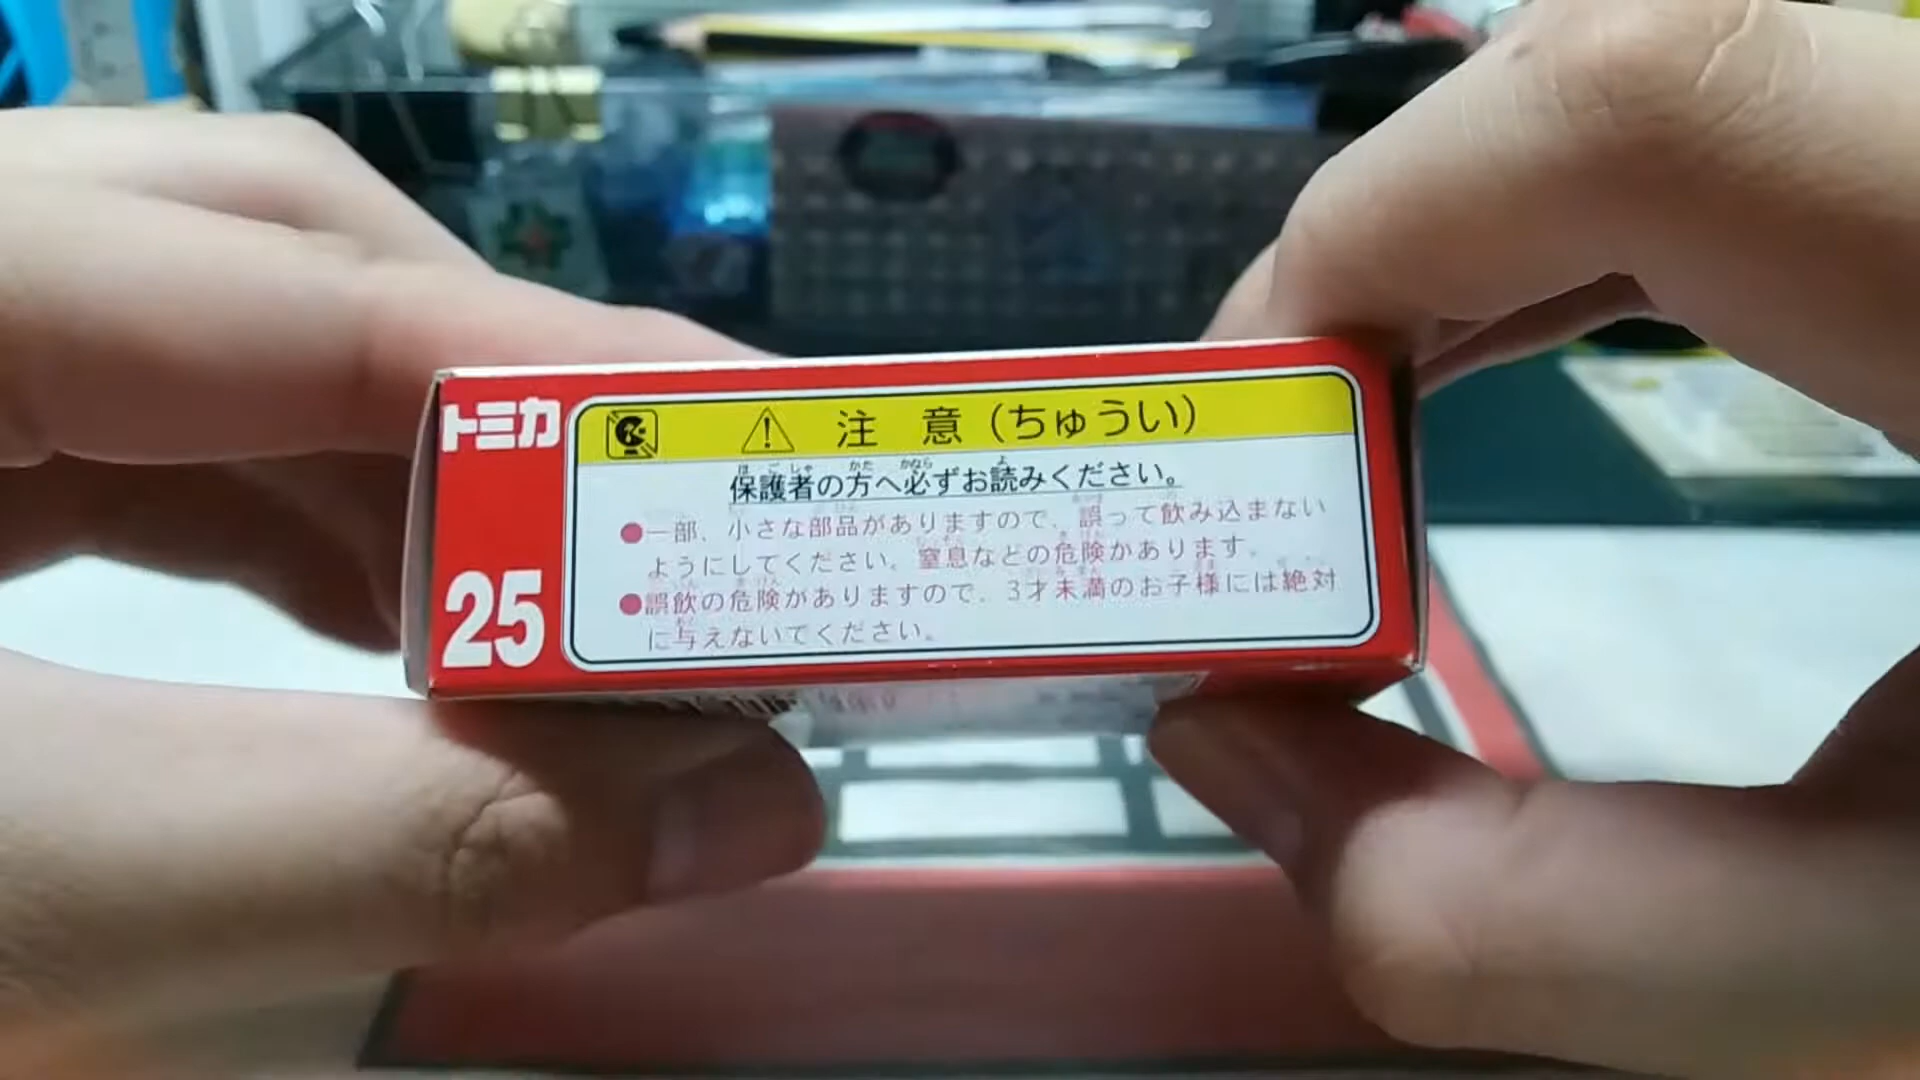 トミカ
25
注 意 (ちゅうい)
保護者の方へ必ずお読みください。
●一部、小さな部品がありますので、誤って飲み込まない
ようにしてください。窒息などの危険があります。
●誤飲の危険がありますので、3才未満のお子様には絶対
に与えないでください。